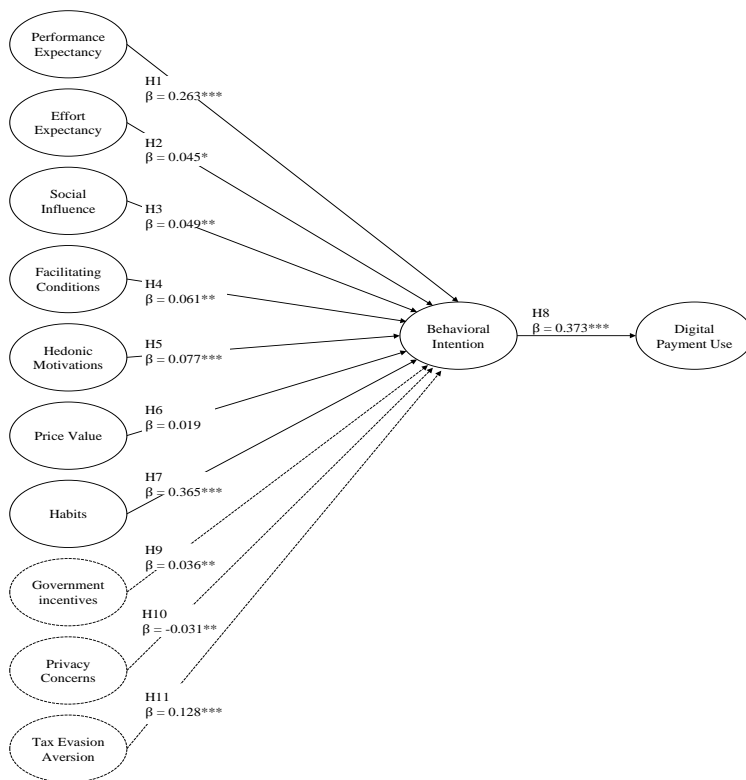 Performance
Expectancy
H1
β = 0.263***
Effort
Expectancy
H2
β = 0.045*
Social
Influence
H3
β = 0.049**
Facilitating
Conditions
H4
β = 0.061**
Hedonic
Motivations
H5
β = 0.077***
Price Value
H6
β = 0.019
Habits
H7
β = 0.365***
Government
incentives
H9
β = 0.036**
Privacy
Concerns
H10
β = -0.031**
Tax Evasion
Aversion
H11
β = 0.128***
Behavioral
Intention
H8
β = 0.373***
Digital
Payment Use